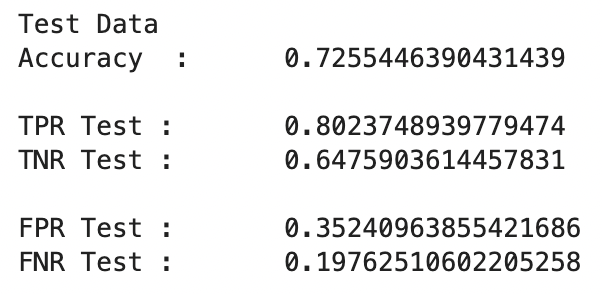 Test Data
Accuracy  :	0.7255446390431439
TPR Test :	0.8023748939779474
TNR Test :	0.6475903614457831
FPR Test :	0.35240963855421686
FNR Test :	0.19762510602205258